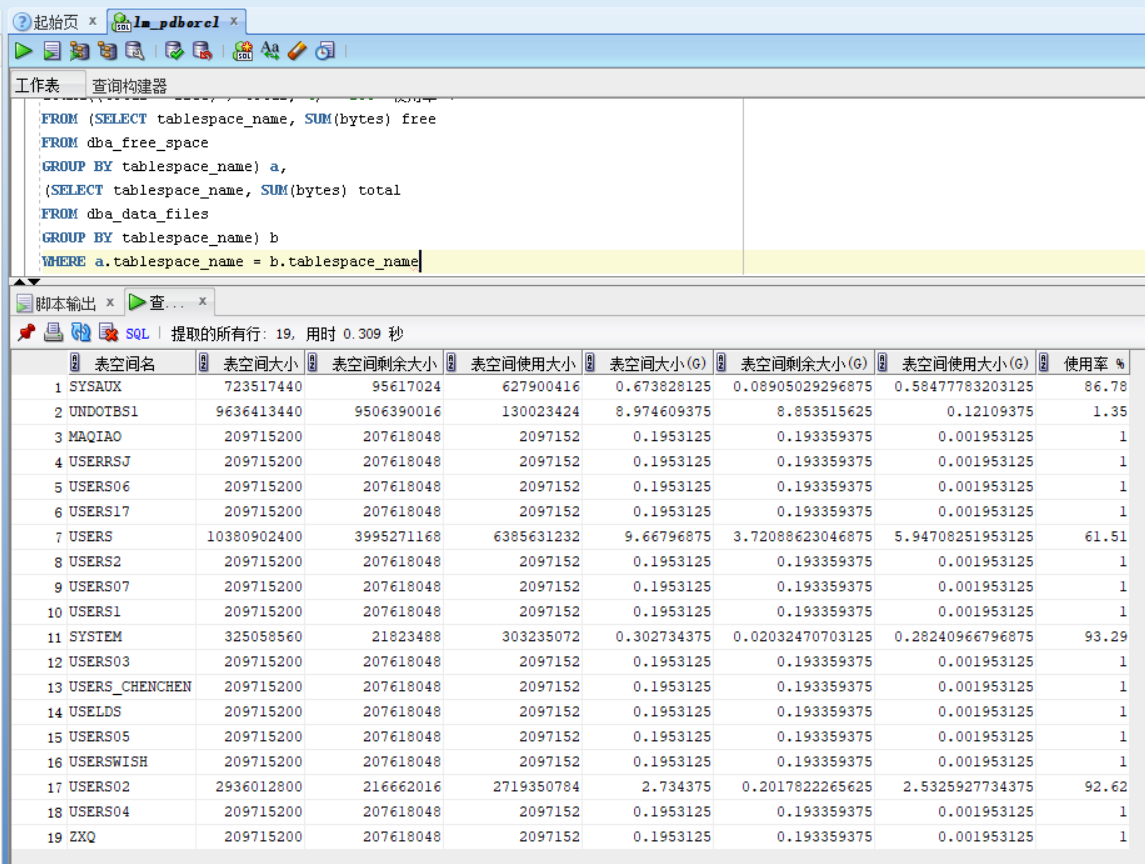 起始页 x lm_pdborcl x
工作表 查询构建器
FROM (SELECT tablespace_name, SUM(bytes) free
FROM dba_free_space
GROUP BY tablespace_name) a,
(SELECT tablespace_name, SUM(bytes) total
FROM dba_data_files
GROUP BY tablespace_name) b
WHERE a.tablespace_name = b.tablespace_name
脚本输出 x 查... x
SQL | 提取的所有行: 19, 用时 0.309 秒
表空间名 表空间大小 表空间剩余大小 表空间使用大小 表空间大小(G) 表空间剩余大小(G) 表空间使用大小(G) 使用率 %
1 SYSAUX 723517440 95617024 627900416 0.673828125 0.08905029296875 0.58477783203125 86.78
2 UNDOTBS1 9636413440 9506390016 130023424 8.974609375 8.853515625 0.12109375 1.35
3 MAQIAO 209715200 207618048 2097152 0.1953125 0.193359375 0.001953125 1
4 USERRSJ 209715200 207618048 2097152 0.1953125 0.193359375 0.001953125 1
5 USERS06 209715200 207618048 2097152 0.1953125 0.193359375 0.001953125 1
6 USERS17 209715200 207618048 2097152 0.1953125 0.193359375 0.001953125 1
7 USERS 10380902400 3995271168 6385631232 9.66796875 3.72088623046875 5.94708251953125 61.51
8 USERS2 209715200 207618048 2097152 0.1953125 0.193359375 0.001953125 1
9 USERS07 209715200 207618048 2097152 0.1953125 0.193359375 0.001953125 1
10 USERS1 209715200 207618048 2097152 0.1953125 0.193359375 0.001953125 1
11 SYSTEM 325058560 21823488 303235072 0.302734375 0.02032470703125 0.28240966796875 93.29
12 USERS03 209715200 207618048 2097152 0.1953125 0.193359375 0.001953125 1
13 USERS_CHENCHEN 209715200 207618048 2097152 0.1953125 0.193359375 0.001953125 1
14 USELDS 209715200 207618048 2097152 0.1953125 0.193359375 0.001953125 1
15 USERS05 209715200 207618048 2097152 0.1953125 0.193359375 0.001953125 1
16 USERSWISH 209715200 207618048 2097152 0.1953125 0.193359375 0.001953125 1
17 USERS02 2936012800 216662016 2719350784 2.734375 0.2017822265625 2.5325927734375 92.62
18 USERS04 209715200 207618048 2097152 0.1953125 0.193359375 0.001953125 1
19 ZXQ 209715200 207618048 2097152 0.1953125 0.193359375 0.001953125 1